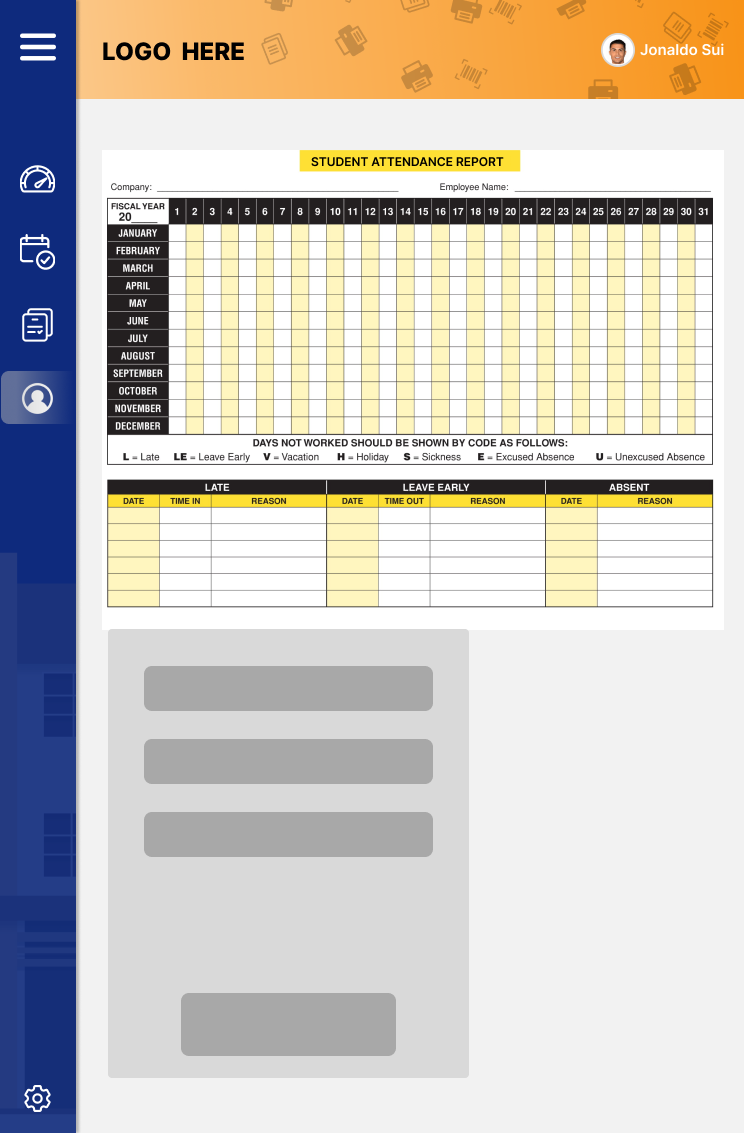 LOGO HERE
Jonaldo Sui
STUDENT ATTENDANCE REPORT
Company: Employee Name:
FISCAL YEAR
20____ 1 2 3 4 5 6 7 8 9 10 11 12 13 14 15 16 17 18 19 20 21 22 23 24 25 26 27 28 29 30 31
JANUARY
FEBRUARY
MARCH
APRIL
MAY
JUNE
JULY
AUGUST
SEPTEMBER
OCTOBER
NOVEMBER
DECEMBER
DAYS NOT WORKED SHOULD BE SHOWN BY CODE AS FOLLOWS:
L = Late LE = Leave Early V = Vacation H = Holiday S = Sickness E = Excused Absence U = Unexcused Absence
LATE LEAVE EARLY ABSENT
DATE TIME IN REASON DATE TIME OUT REASON DATE REASON